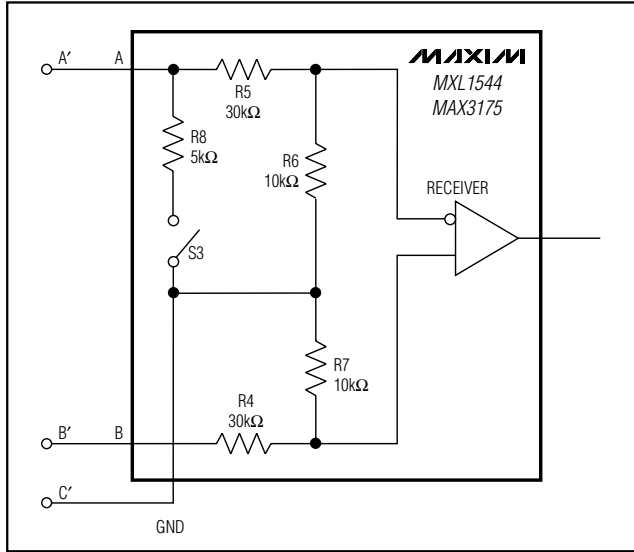 A′
A
MAXIM
MXL1544
MAX3175
R5
30kΩ
R8
5kΩ
R6
10kΩ
RECEIVER
S3
R7
10kΩ
R4
30kΩ
B′
B
C′
GND